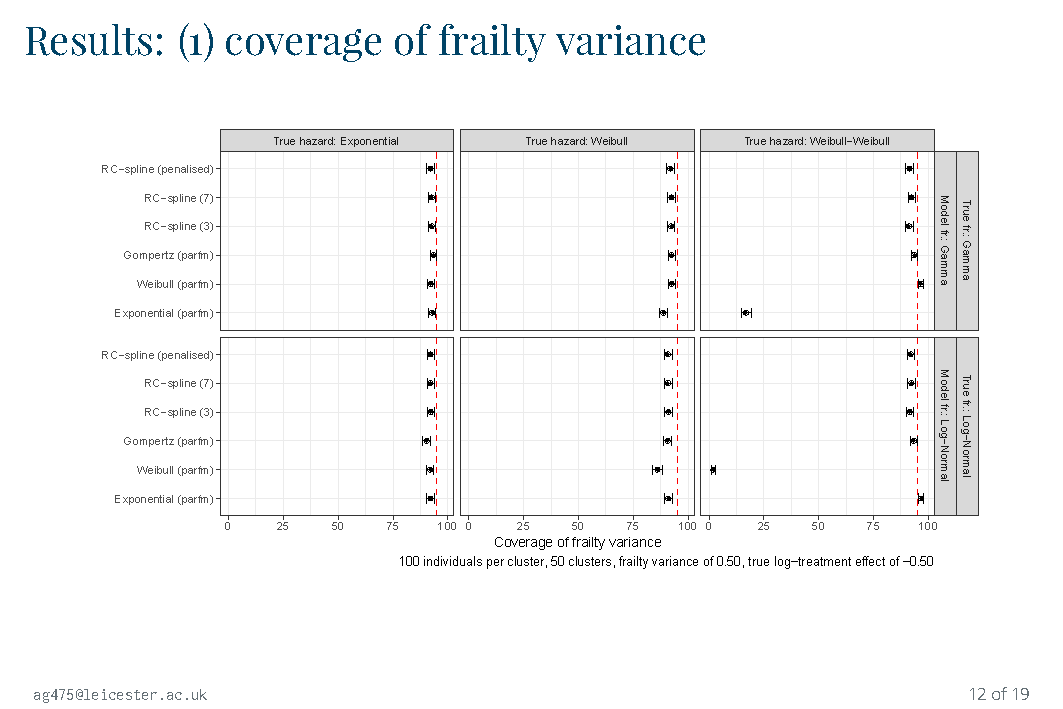 Results: (1) coverage of frailty variance
True hazard: Exponential
True hazard: Weibull
True hazard: Weibull−Weibull
RC−spline (penalised)
RC−spline (7)
RC−spline (3)
Gompertz (parfm)
Weibull (parfm)
Exponential (parfm)
True fr.: Gamma
Model fr.: Gamma
RC−spline (penalised)
RC−spline (7)
RC−spline (3)
Gompertz (parfm)
Weibull (parfm)
Exponential (parfm)
True fr.: Log−Normal
Model fr.: Log−Normal
0 25 50 75 100 0 25 50 75 100 0 25 50 75 100
Coverage of frailty variance
100 individuals per cluster, 50 clusters, frailty variance of 0.50, true log−treatment effect of −0.50
ag475@leicester.ac.uk
12 of 19